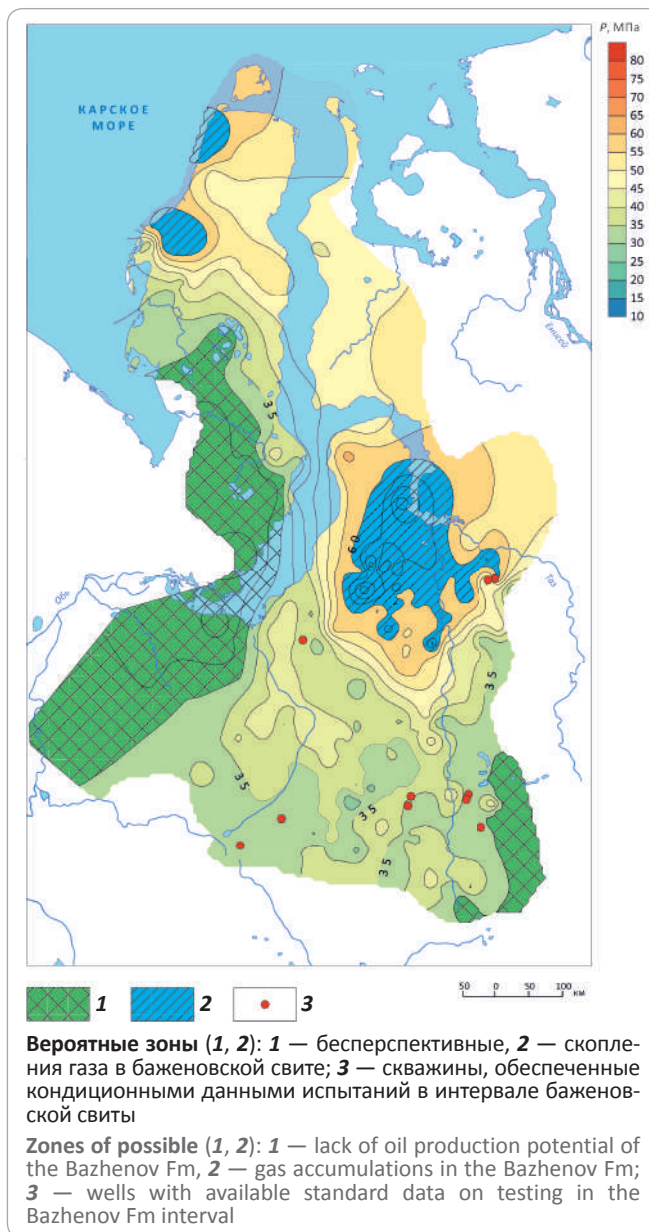 P, МПа
80
75
70
65
60
55
50
45
40
35
30
25
20
15
10
КАРСКОЕ
МОРЕ
Енисей
35
60
Таз
Обь
35
35
35
35
50 0 50 100
км
1 2 3
Вероятные зоны (1, 2): 1 — бесперспективные, 2 — скопле-
ния газа в баженовской свите; 3 — скважины, обеспеченные
кондиционными данными испытаний в интервале баженов-
ской свиты
Zones of possible (1, 2): 1 — lack of oil production potential of
the Bazhenov Fm, 2 — gas accumulations in the Bazhenov Fm;
3 — wells with available standard data on testing in the
Bazhenov Fm interval